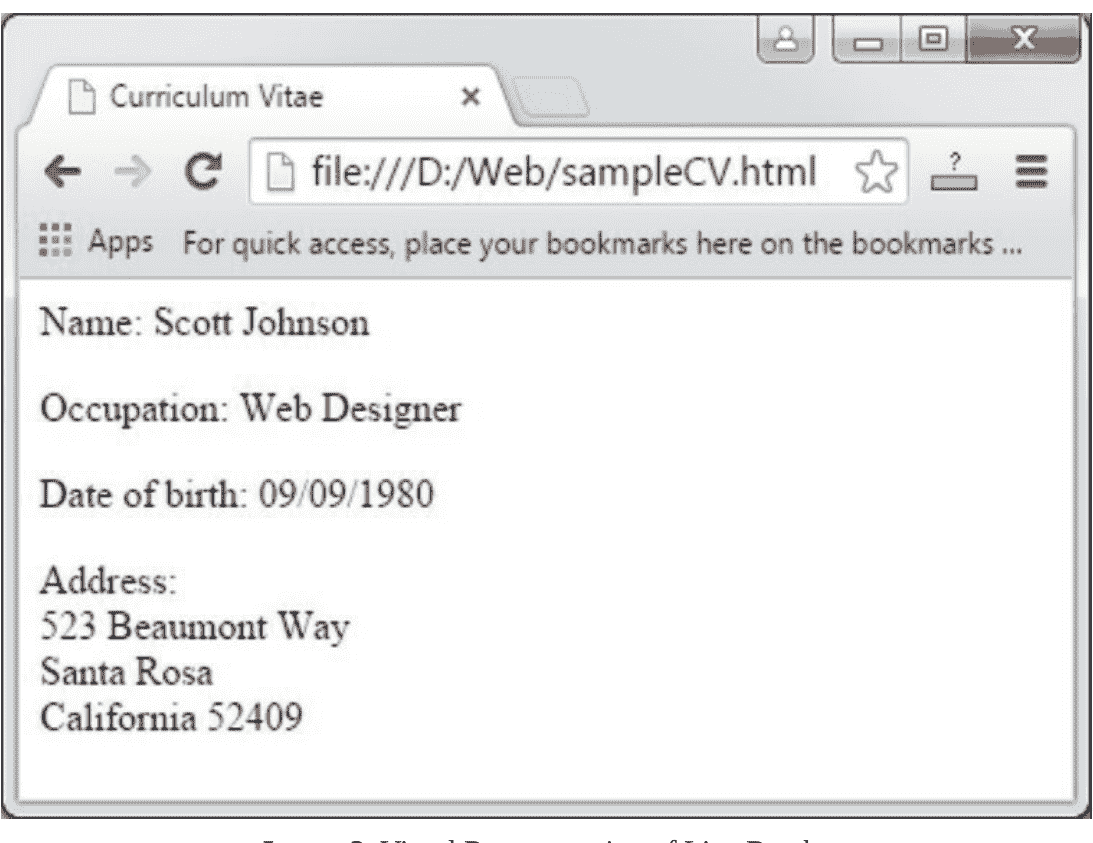 Curriculum Vitae
file:///D:/Web/sampleCV.html
?
Apps For quick access, place your bookmarks here on the bookmarks ...
Name: Scott Johnson
Occupation: Web Designer
Date of birth: 09/09/1980
Address:
523 Beaumont Way
Santa Rosa
California 52409